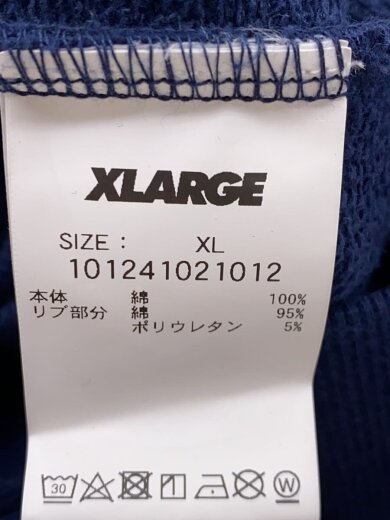 XLARGE
SIZE: XL
101241021012
本体 綿 100%
リブ部分 綿 95%
ポリウレタン 5%
30 W